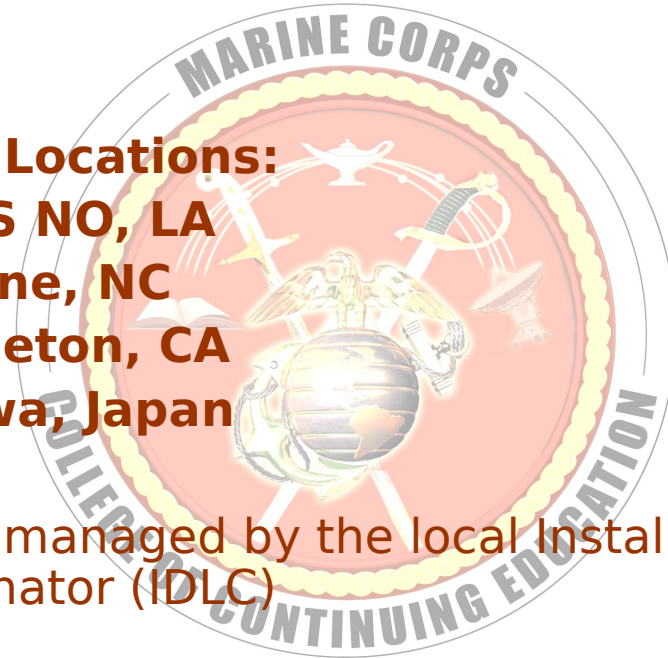 MARINE CORPS
Locations:
S NO, LA
ne, NC
eton, CA
wa, Japan
managed by the local Instal
nator (IDLC)
COLLEGE OF CONTINUING EDUCATION